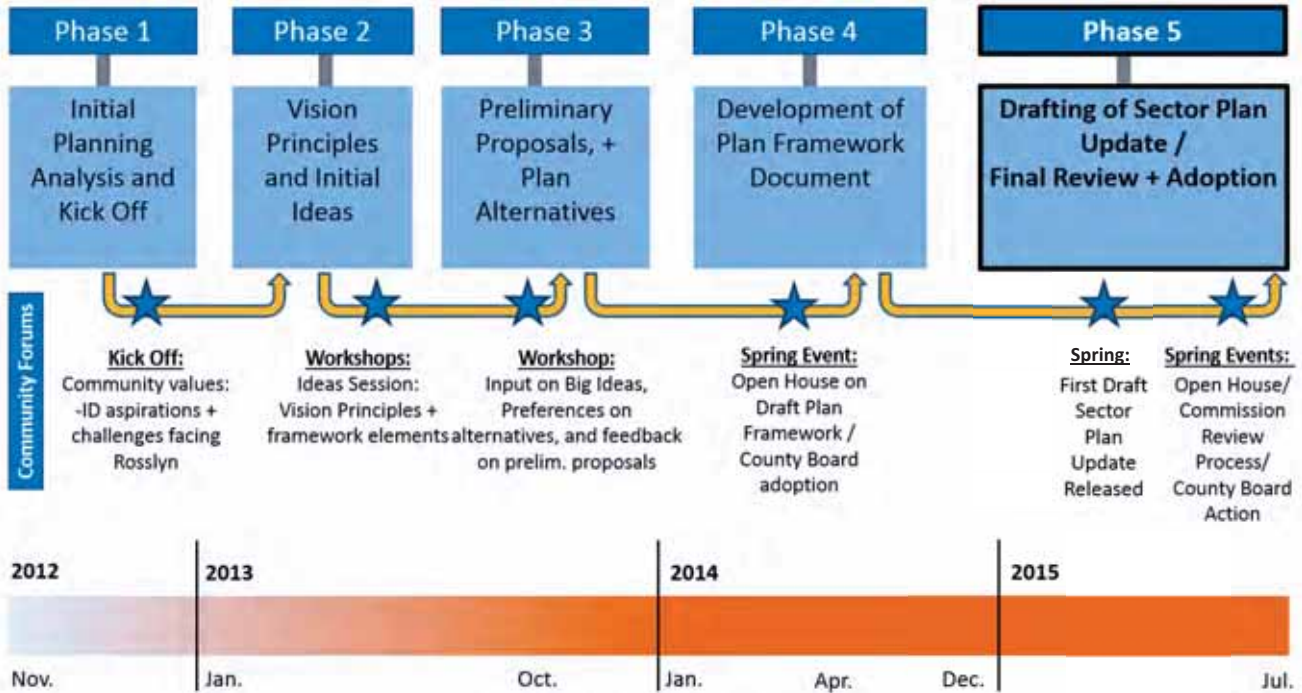 Phase 1
Phase 2
Phase 3
Phase 4
Phase 5
Initial
Planning
Analysis and
Kick Off
Vision
Principles
and Initial
Ideas
Preliminary
Proposals, +
Plan
Alternatives
Development of
Plan Framework
Document
Drafting of Sector Plan
Update /
Final Review + Adoption
Community Forums
Kick Off:
Community values:
-ID aspirations +
challenges facing
Rosslyn
Workshops:
Ideas Session:
Vision Principles +
framework elements
Workshop:
Input on Big Ideas,
Preferences on
alternatives, and feedback
on prelim. proposals
Spring Event:
Open House on
Draft Plan
Framework /
County Board
adoption
Spring:
First Draft
Sector
Plan
Update
Released
Spring Events:
Open House/
Commission
Review
Process/
County Board
Action
2012
2013
2014
2015
Nov.
Jan.
Oct.
Jan.
Apr.
Dec.
Jul.